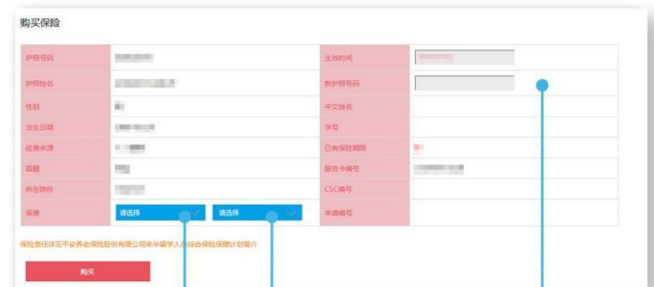 购买保险
护照号码 生效时间
护照姓名 新护照号码
性别 中文姓名
出生日期 学号
经费来源 已有保险期限
国籍 服务卡编号
所在院校 CSC编号
保费 请选择 请选择 申请编号
保险责任详见平安养老保险股份有限公司来华留学人员综合保险保障计划简介
购买